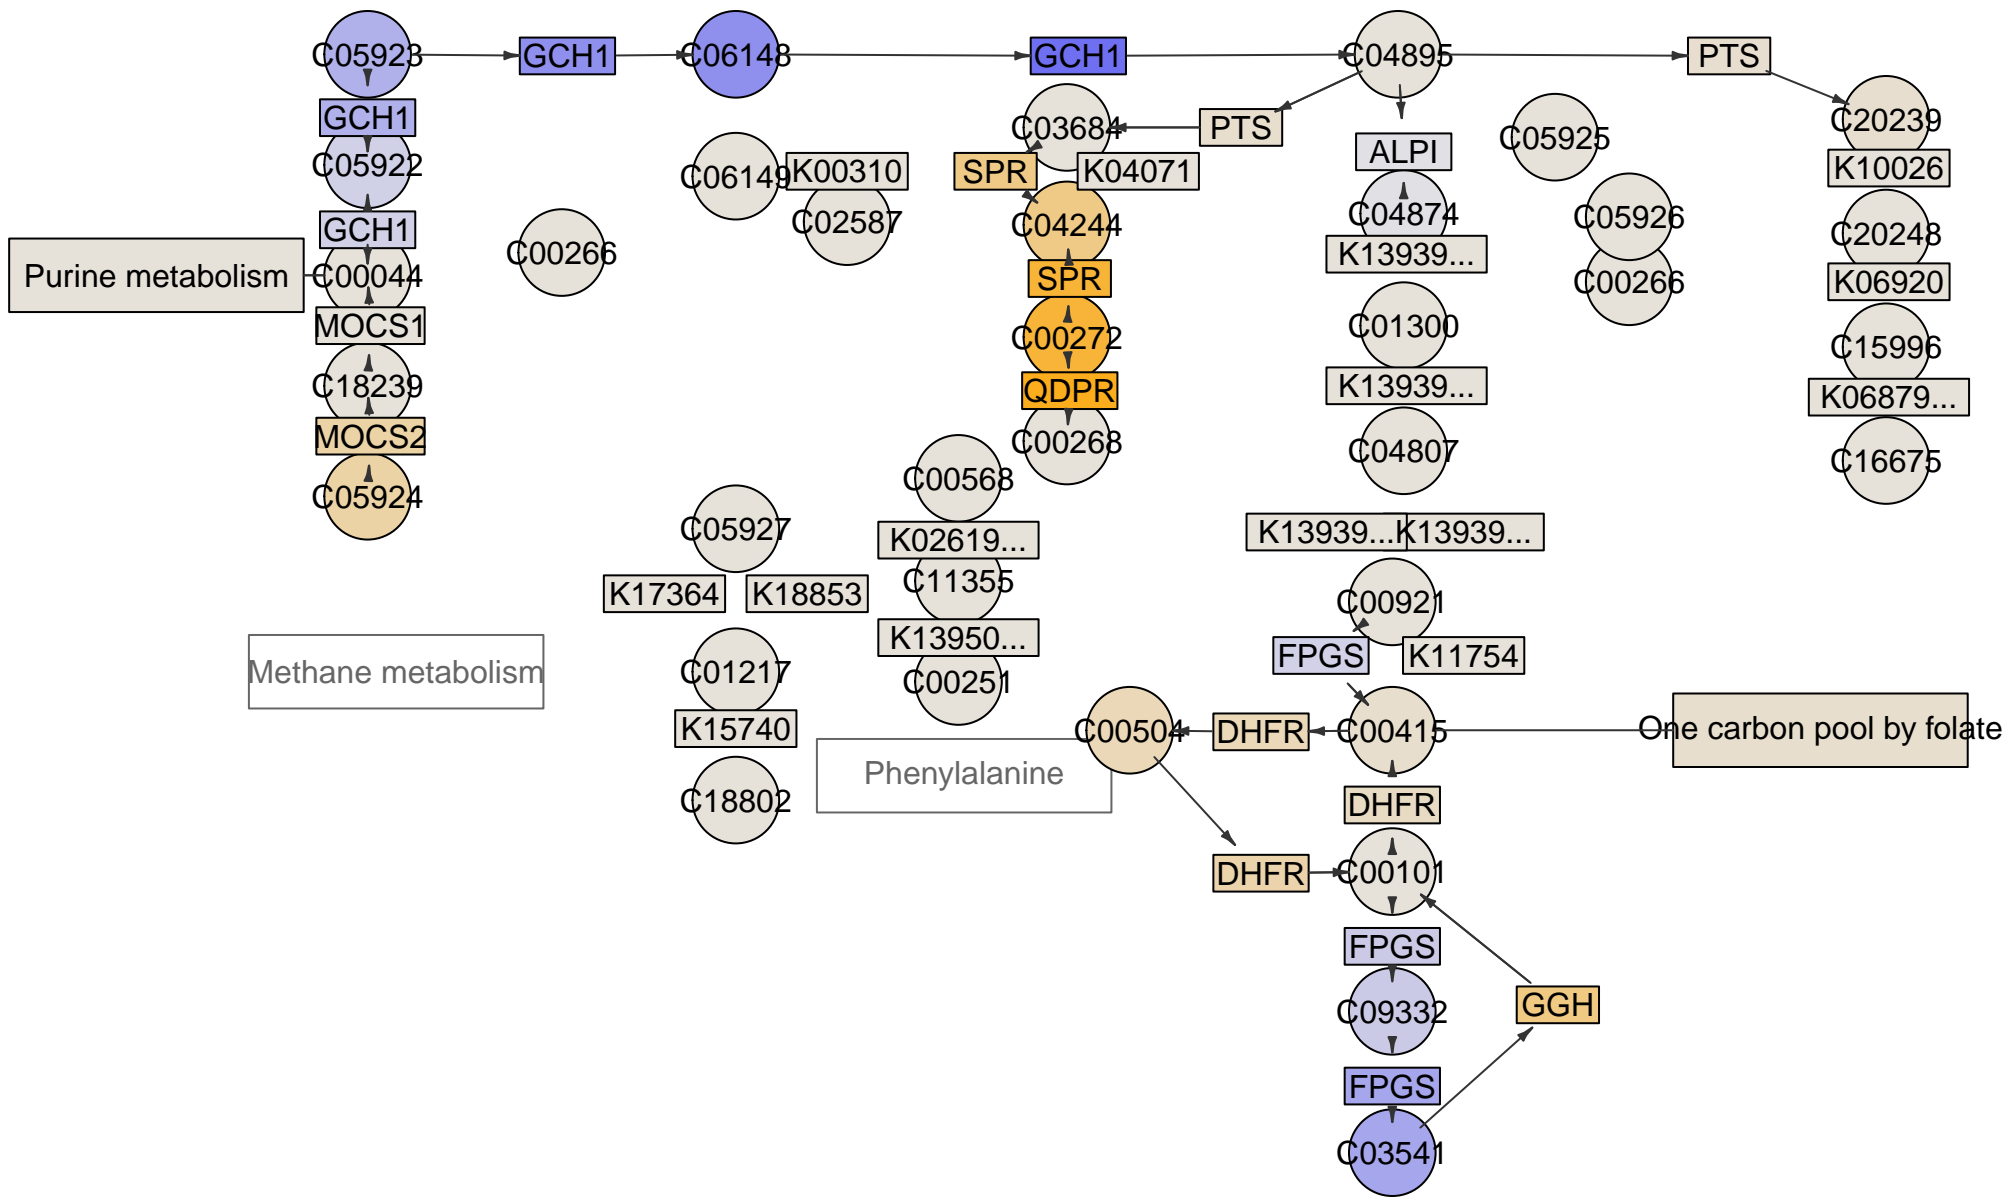 C05923
GCH1
C06148
GCH1
C04895
PTS
GCH1
C03684
PTS
C20239
C05922
C06149
K00310
SPR
K04071
ALPI
C05925
K10026
GCH1
C00266
C02587
C04244
C04874
C05926
C20248
Purine metabolism
C00044
SPR
K13939...
C00266
K06920
MOCS1
C00272
C01300
C15996
C18239
QDPR
K13939...
K06879...
MOCS2
C00268
C04807
C16675
C05924
C00568
C05927
K02619...
K13939...
K13939...
K17364
K18853
C11355
C00921
K13950...
FPGS
K11754
Methane metabolism
C01217
C00251
K15740
C00504
DHFR
C00415
One carbon pool by folate
Phenylalanine
C18802
DHFR
DHFR
C00101
FPGS
C09332
GGH
FPGS
C03541